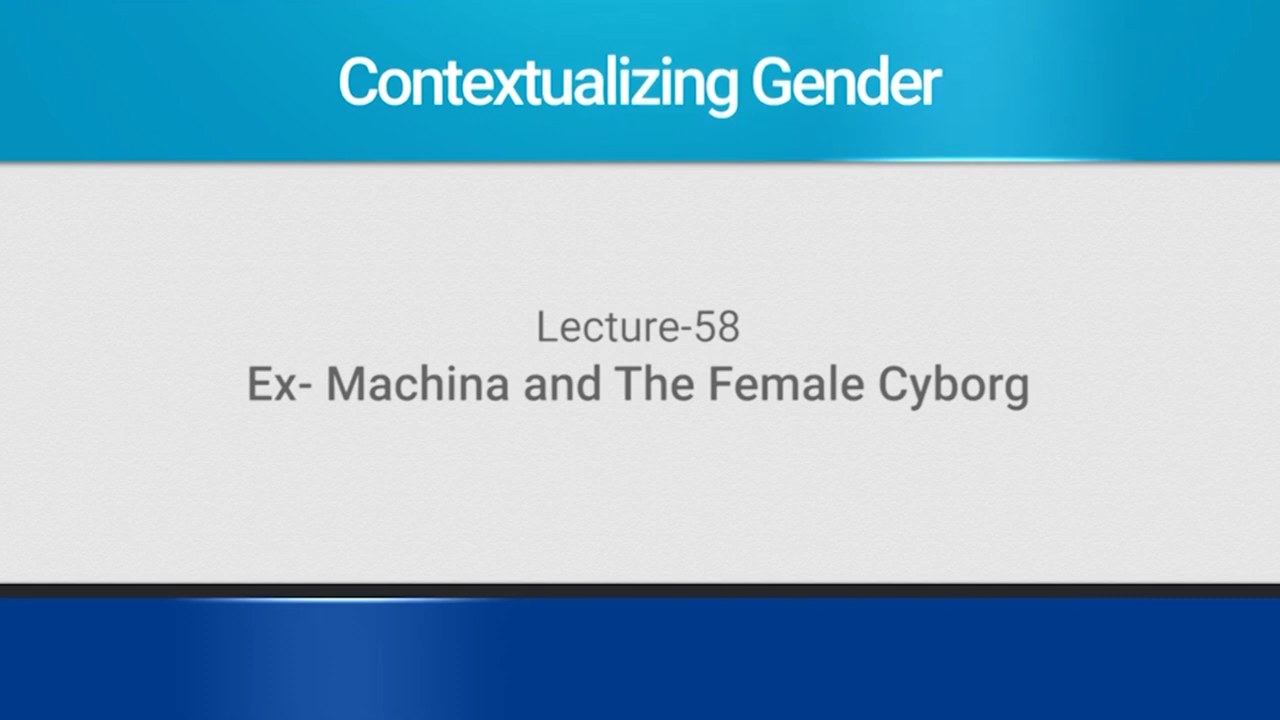 Contextualizing Gender
Lecture-58
Ex- Machina and The Female Cyborg